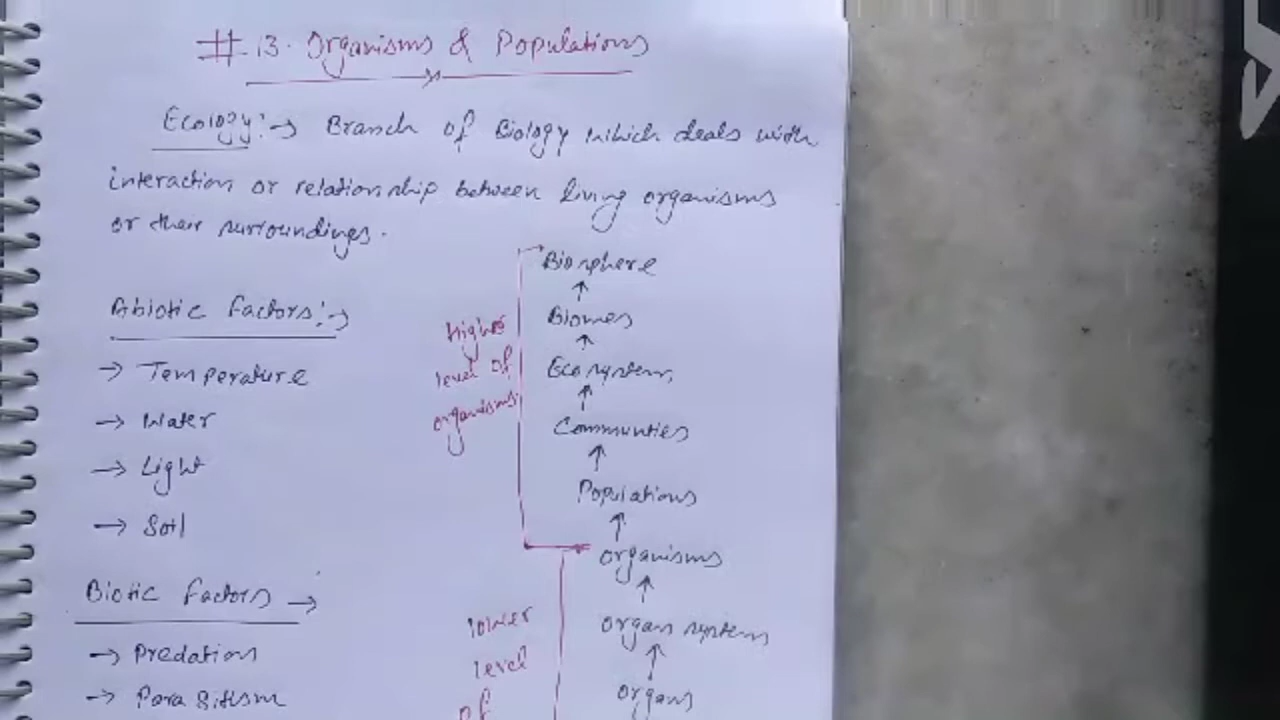 # 13. Organisms & Populations
Ecology:→ Branch of Biology which deals with
interaction or relationship between living organisms
or their surroundings.
Abiotic factors:→
→ Temperature
→ Water
→ Light
→ Soil
Biotic factors →
→ Predation
→ Parasitism
Higher
level of
organisms
Biosphere
↑
Biomes
↑
Ecosystem
↑
Communties
↑
Populations
↑
organisms
↑
organ system
↑
organs
lower
level
of